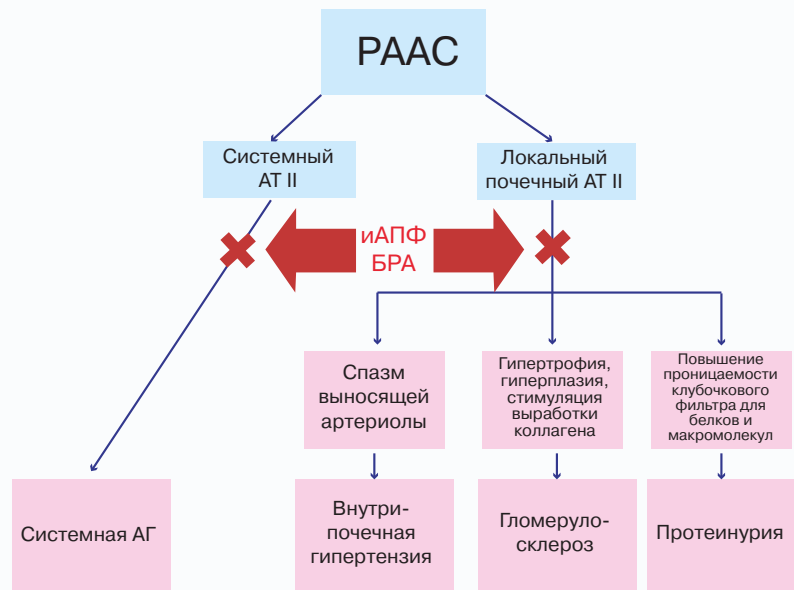 РААС
Системный
АТ II
Локальный
почечный АТ II
иАПФ
БРА
Спазм
выносящей
артериолы
Гипертрофия,
гиперплазия,
стимуляция
выработки
коллагена
Повышение
проницаемости
клубочкового
фильтра для
белков и
макромолекул
Системная АГ
Внутри-
почечная
гипертензия
Гломеруло-
склероз
Протеинурия